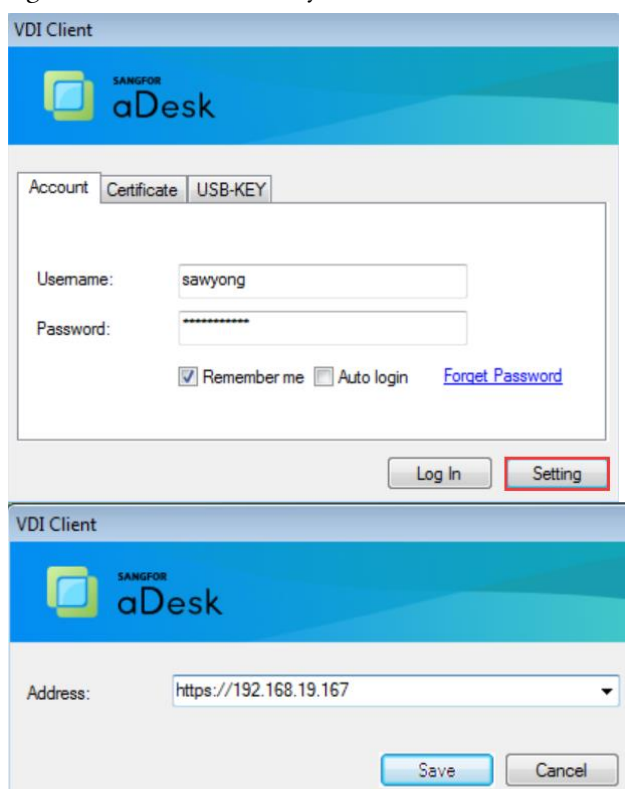 VDI Client
SANGFOR
aDesk
Account Certificate USB-KEY
Username: sawyong
Password: ***********
Remember me Auto login Forget Password
Log In Setting
VDI Client
SANGFOR
aDesk
Address: https://192.168.19.167
Save Cancel